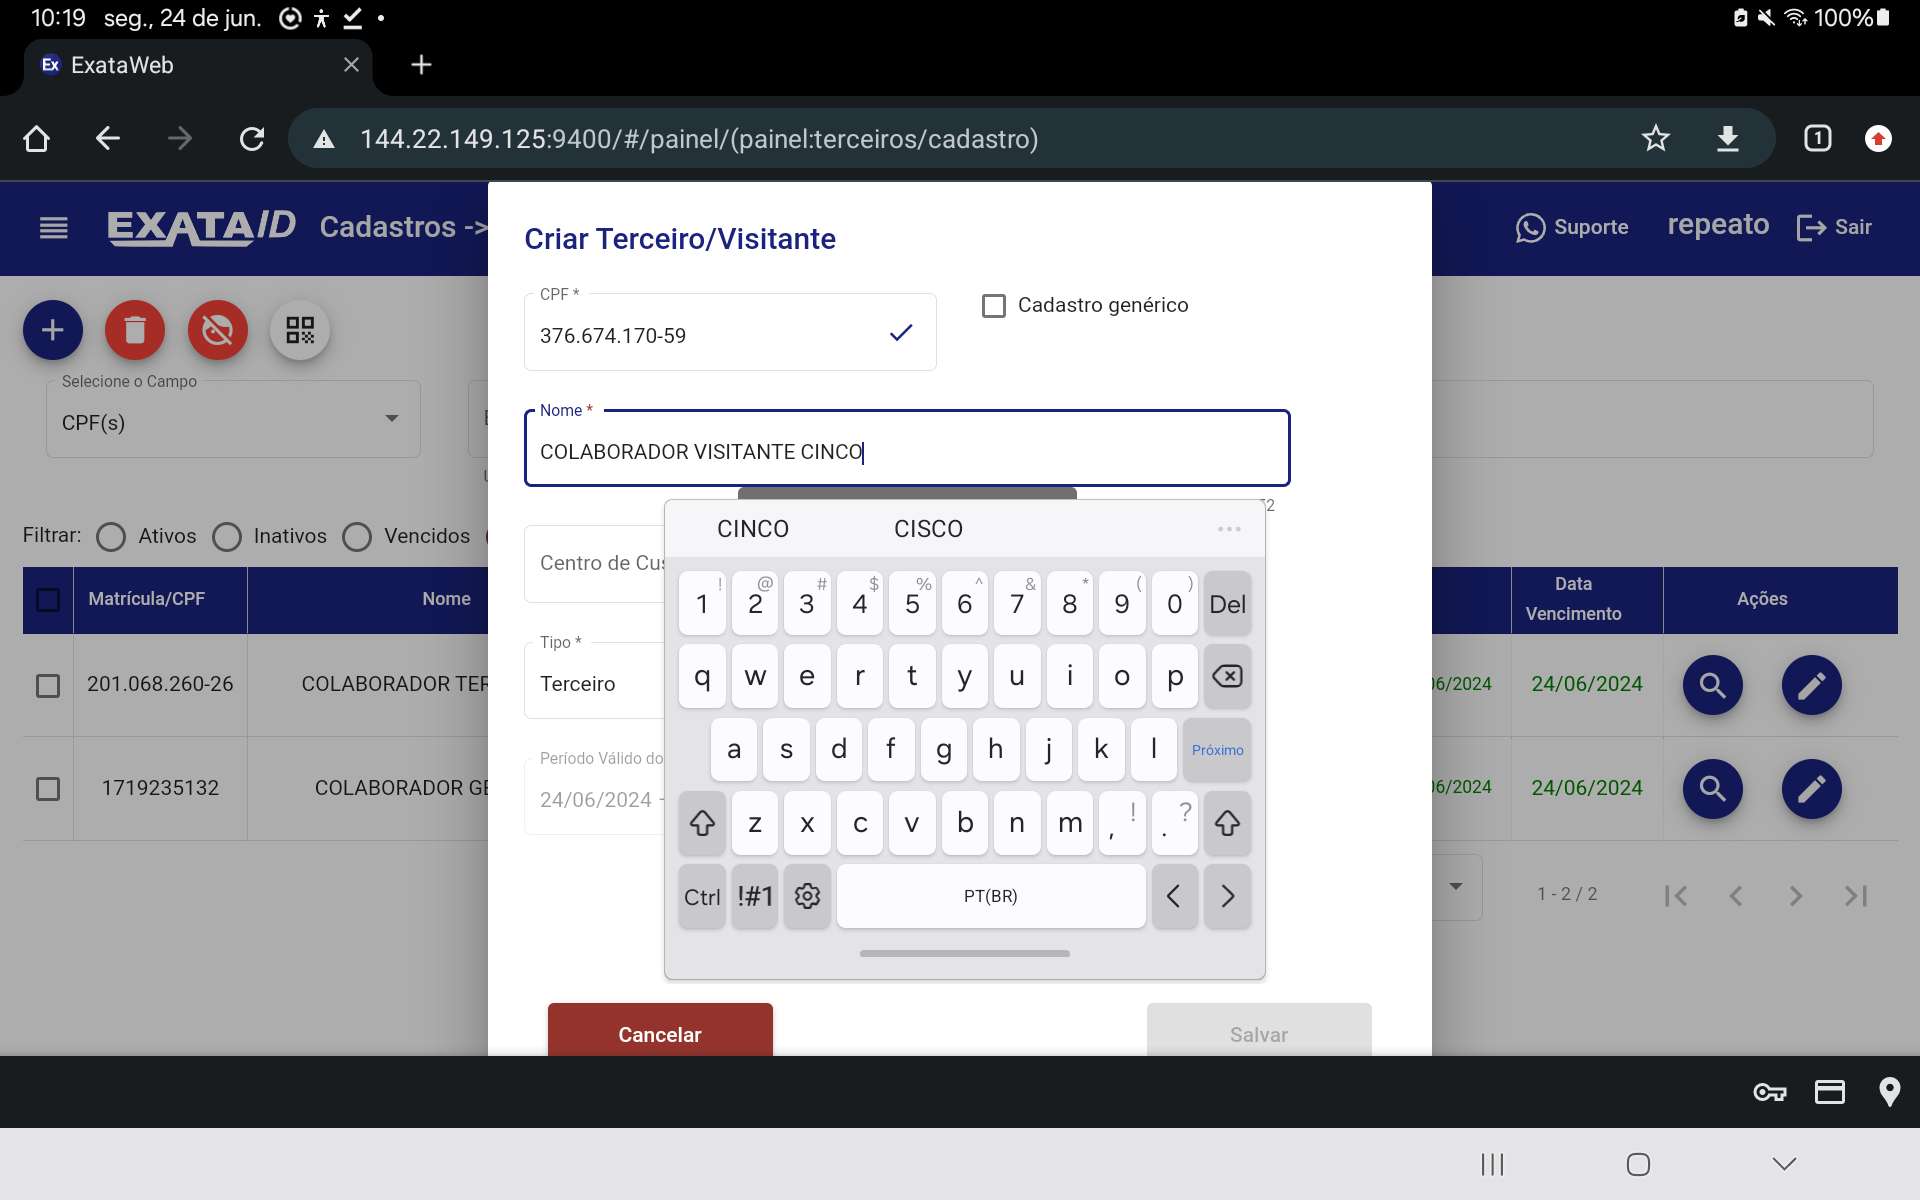 10:19 seg., 24 de jun. 100%
Ex ExataWeb
144.22.149.125:9400/#/painel/(painel:terceiros/cadastro) 1
EXATA ID Cadastros -> Suporte repeato Sair
Criar Terceiro/Visitante
CPF *
376.674.170-59
Cadastro genérico
Selecione o Campo
CPF(s)
Nome *
COLABORADOR VISITANTE CINCO
Filtrar: Ativos Inativos Vencidos
Centro de Cus
Matrícula/CPF Nome Data Vencimento Ações
Tipo *
Terceiro
201.068.260-26 COLABORADOR TER 06/2024 24/06/2024
Período Válido do
24/06/2024 -
1719235132 COLABORADOR GE 06/2024 24/06/2024
1 - 2 / 2
CINCO CISCO
! @ # $ % ^ & * ( )
1 2 3 4 5 6 7 8 9 0 Del
q w e r t y u i o p
a s d f g h j k l Próximo
z x c v b n m , ! . ?
Ctrl !#1 PT(BR) < >
Cancelar Salvar